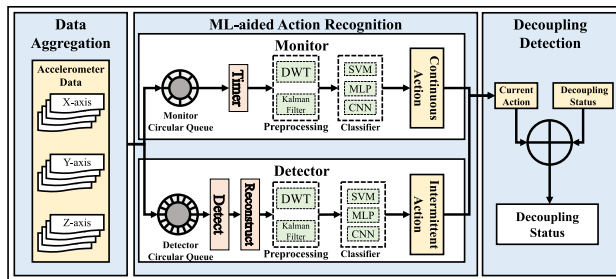 Data
Aggregation
Accelerometer
Data
X-axis
Y-axis
Z-axis
ML-aided Action Recognition
Monitor
Monitor
Circular Queue
Timer
DWT
Kalman
Filter
Preprocessing
SVM
MLP
CNN
Classifier
Continuous
Action
Detector
Detector
Circular Queue
Detect
Reconstruct
DWT
Kalman
Filter
Preprocessing
SVM
MLP
CNN
Classifier
Intermittent
Action
Decoupling
Detection
Current
Action
Decoupling
Status
Decoupling
Status